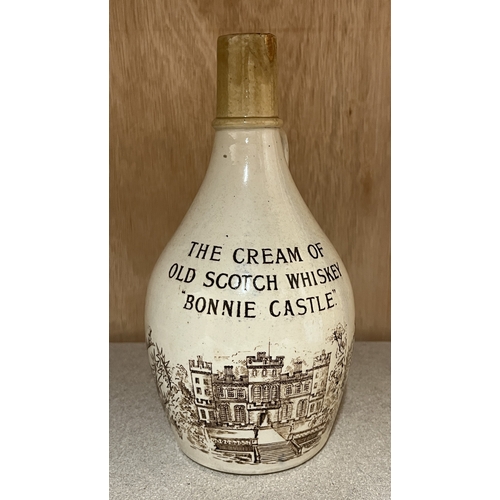 THE CREAM OF
OLD SCOTCH WHISKEY
"BONNIE CASTLE"